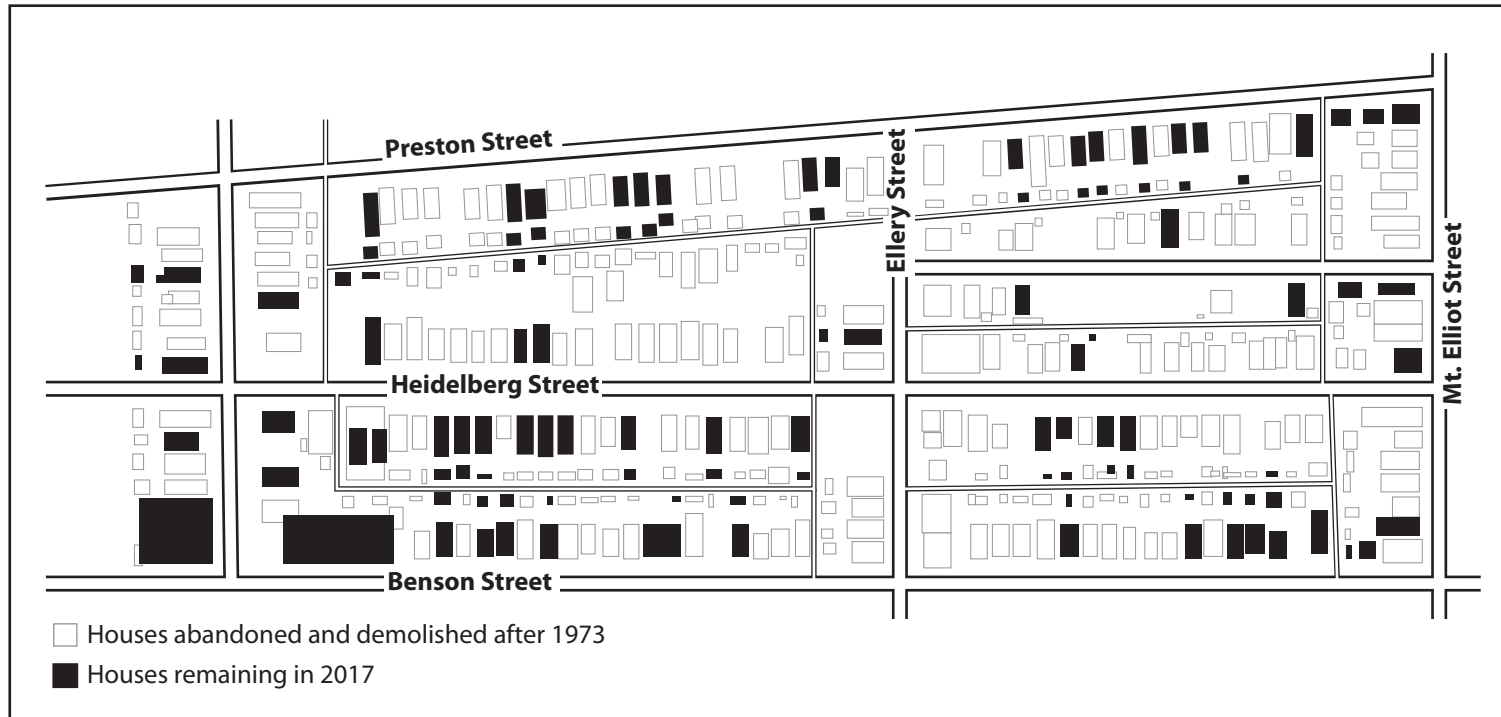 Preston Street
Ellery Street
Mt. Elliot Street
Heidelberg Street
Benson Street
Houses abandoned and demolished after 1973
Houses remaining in 2017